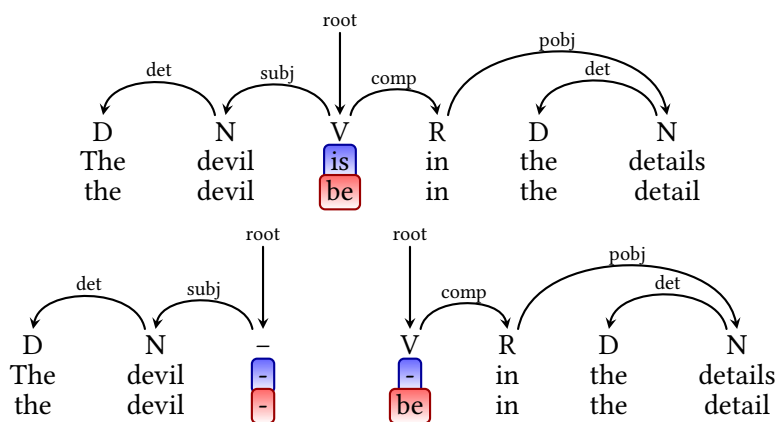 root
pobj
det subj comp det
D N V R D N
The devil is in the details
the devil be in the detail
root root
pobj
det subj comp det
D N – V R D N
The devil - - in the details
the devil - be in the detail